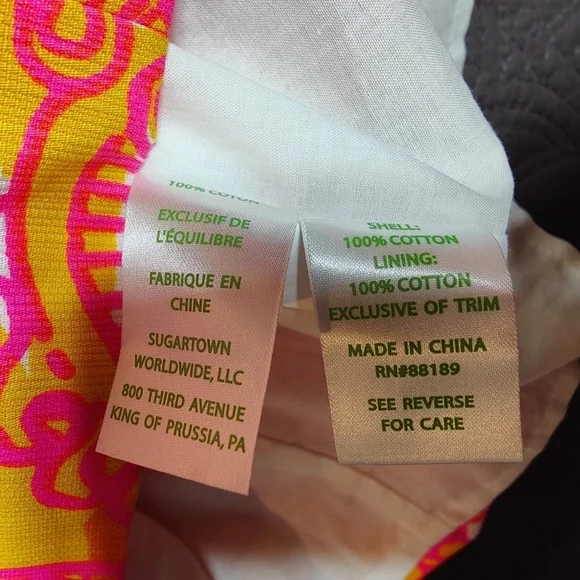 100% COTON
EXCLUSIF DE
L'ÉQUILIBRE
FABRIQUE EN
CHINE
SUGARTOWN
WORLDWIDE, LLC
800 THIRD AVENUE
KING OF PRUSSIA, PA
SHELL:
100% COTTON
LINING:
100% COTTON
EXCLUSIVE OF TRIM
MADE IN CHINA
RN#88189
SEE REVERSE
FOR CARE